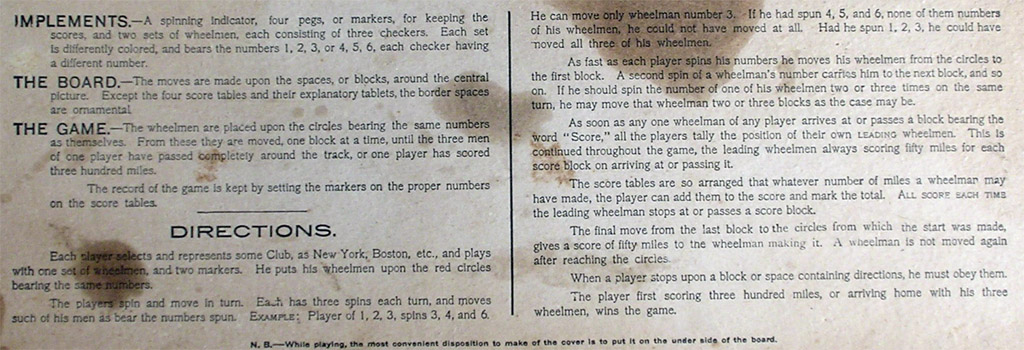 IMPLEMENTS.—A spinning indicator, four pegs, or markers, for keeping the
scores, and two sets of wheelmen, each consisting of three checkers. Each set
is differently colored, and bears the numbers 1, 2, 3, or 4, 5, 6, each checker having
a different number.
THE BOARD.—The moves are made upon the spaces, or blocks, around the central
picture. Except the four score tables and their explanatory tablets, the border spaces
are ornamental.
THE GAME.—The wheelmen are placed upon the circles bearing the same numbers
as themselves. From these they are moved, one block at a time, until the three men
of one player have passed completely around the track, or one player has scored
three hundred miles.
The record of the game is kept by setting the markers on the proper numbers
on the score tables.
DIRECTIONS.
Each player selects and represents some Club, as New York, Boston, etc., and plays
with one set of wheelmen, and two markers. He puts his wheelmen upon the red circles
bearing the same numbers.
The players spin and move in turn. Each has three spins each turn, and moves
such of his men as bear the numbers spun. EXAMPLE: Player of 1, 2, 3, spins 3, 4, and 6.
He can move only wheelman number 3. If he had spun 4, 5, and 6, none of them numbers
of his wheelmen, he could not have moved at all. Had he spun 1, 2, 3, he could have
moved all three of his wheelmen.
As fast as each player spins his numbers he moves his wheelmen from the circles to
the first block. A second spin of a wheelman's number carries him to the next block, and so
on. If he should spin the number of one of his wheelmen two or three times on the same
turn, he may move that wheelman two or three blocks as the case may be.
As soon as any one wheelman of any player arrives at or passes a block bearing the
word "Score," all the players tally the position of their own LEADING wheelmen. This is
continued throughout the game, the leading wheelmen always scoring fifty miles for each
score block on arriving at or passing it.
The score tables are so arranged that whatever number of miles a wheelman may
have made, the player can add them to the score and mark the total. ALL SCORE EACH TIME
the leading wheelman stops at or passes a score block.
The final move from the last block to the circles from which the start was made,
gives a score of fifty miles to the wheelman making it. A wheelman is not moved again
after reaching the circles.
When a player stops upon a block or space containing directions, he must obey them.
The player first scoring three hundred miles, or arriving home with his three
wheelmen, wins the game.
N. B.—While playing, the most convenient disposition to make of the cover is to put it on the under side of the board.